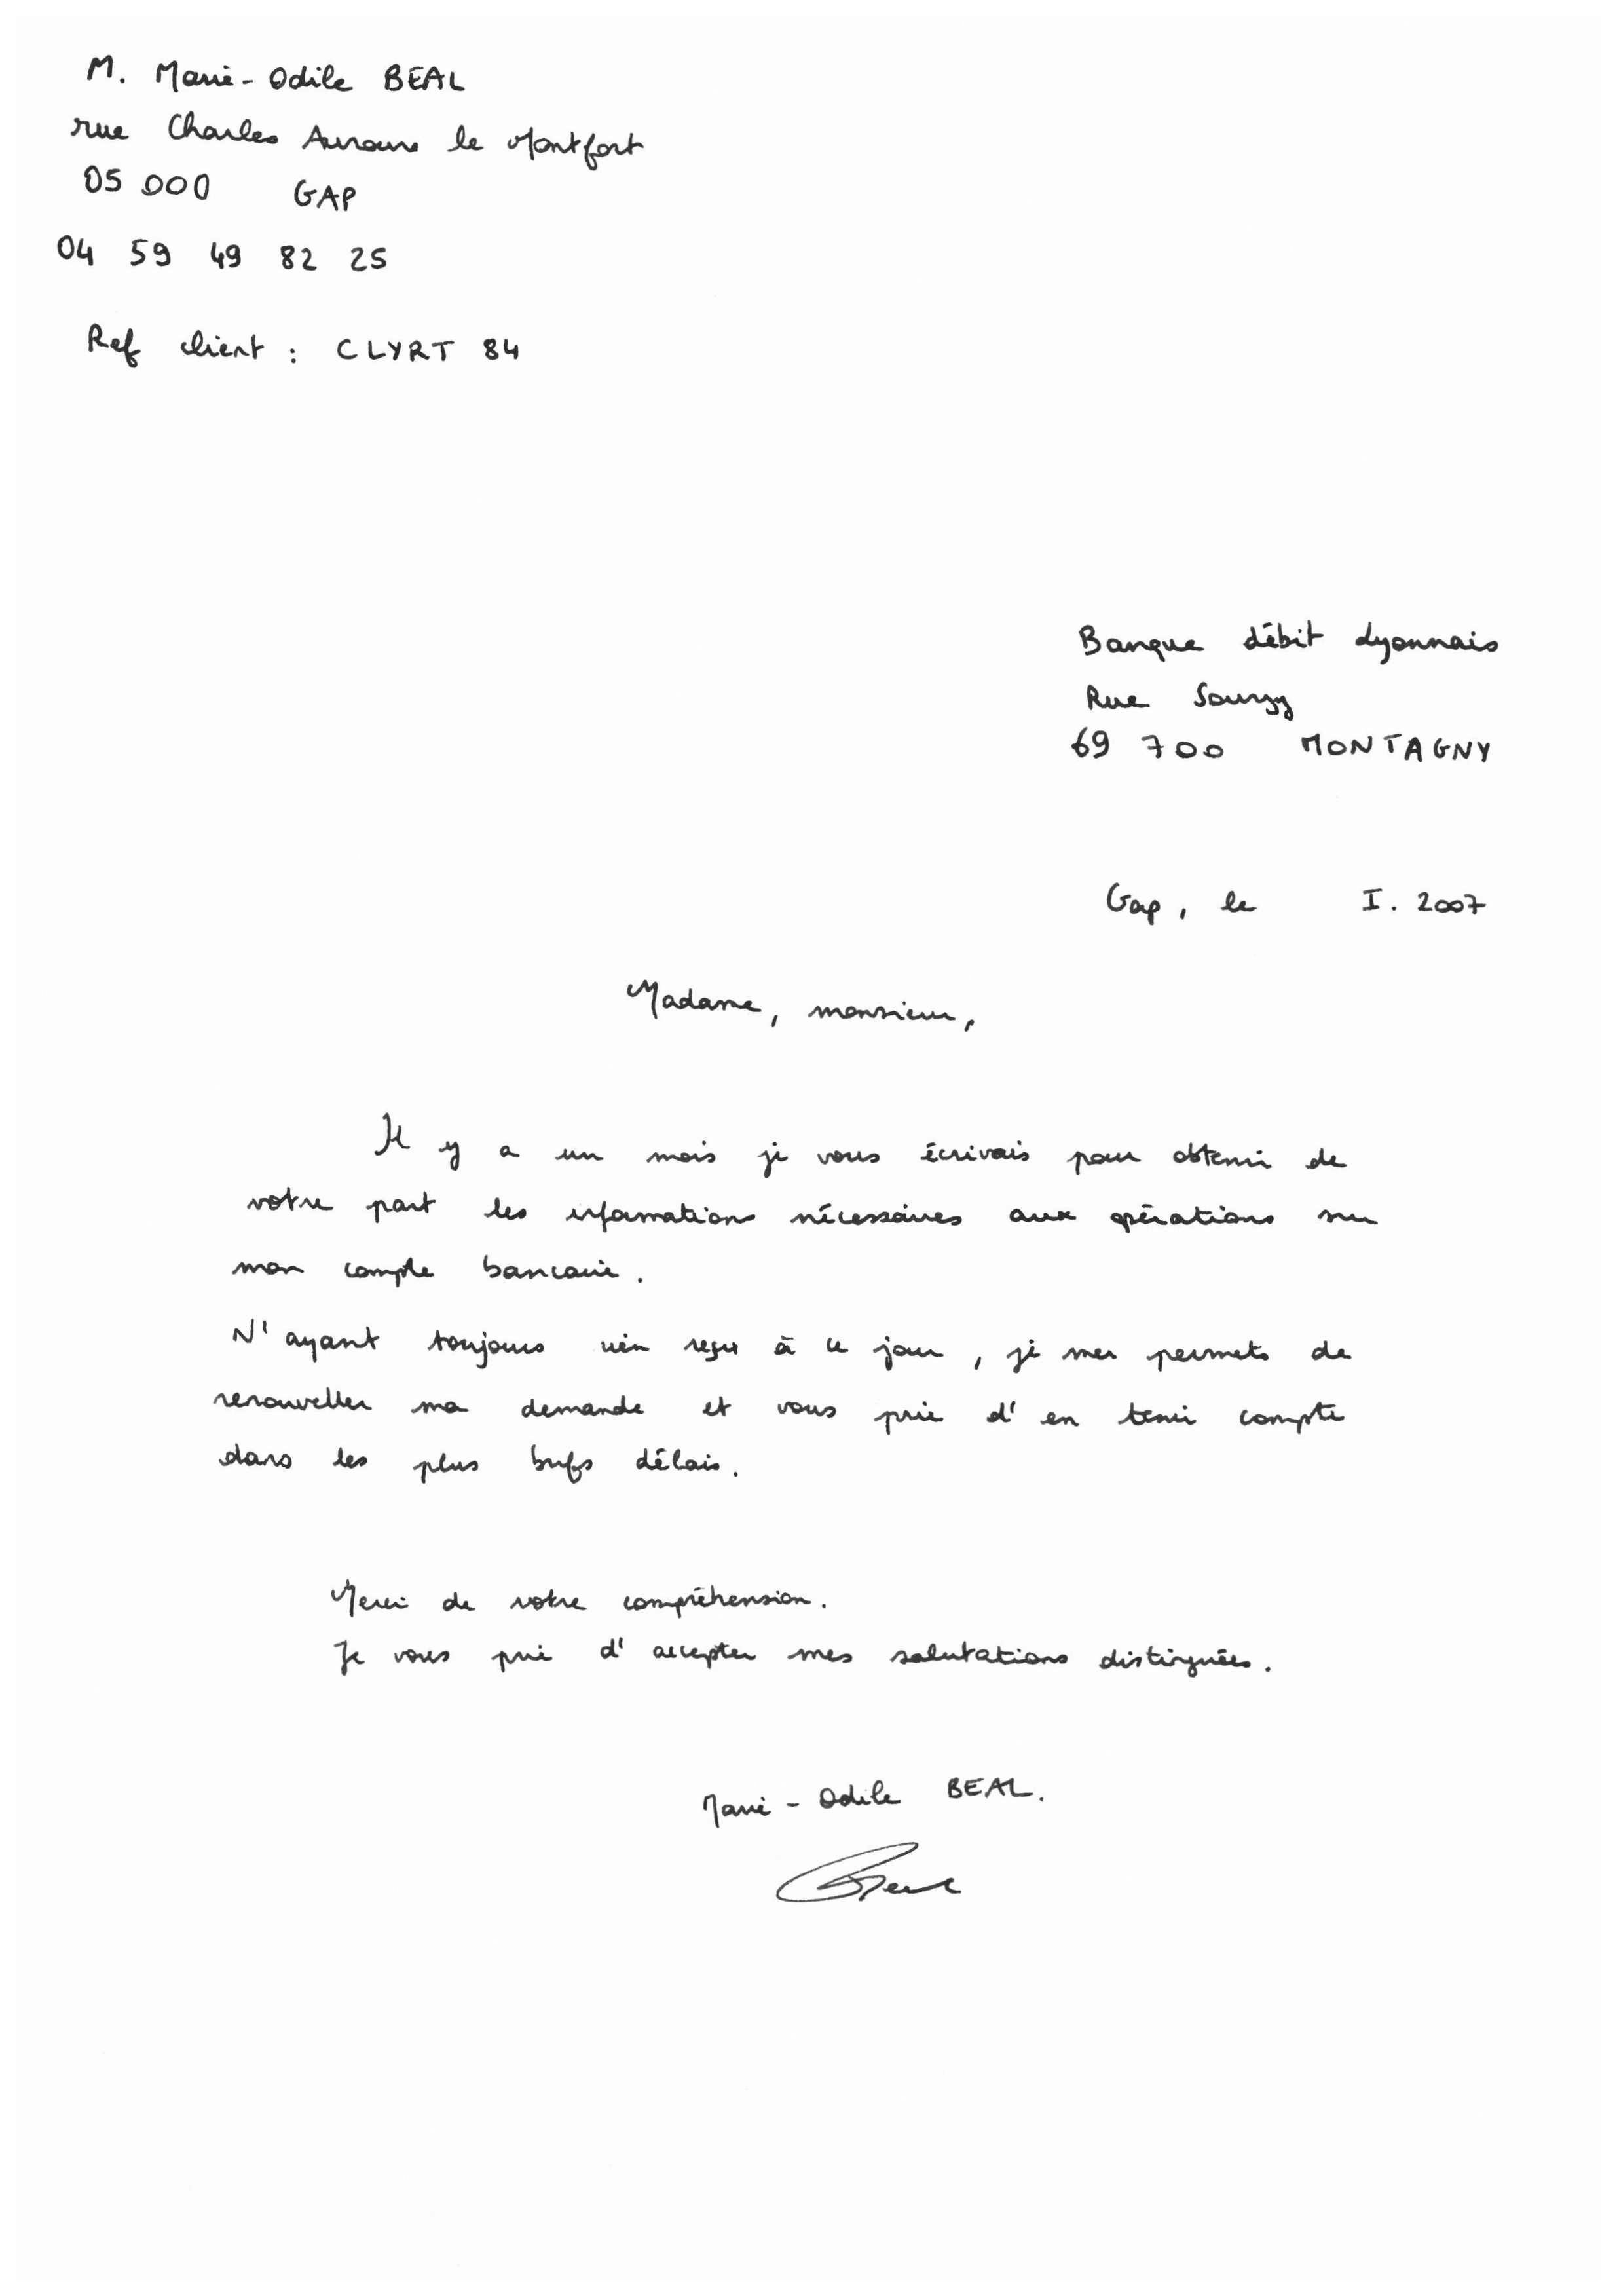 M. Marie-Odile BEAL
rue Charles Aurouze le Montfort
05 000 GAP
04 59 49 82 25
Ref client : CLYRT 84
Banque débit Lyonnais
Rue Sourzy
69 700 MONTAGNY
Gap, le I. 2007
Madame, monsieur,
Il y a un mois je vous écrivais pour obtenir de
votre part les informations nécessaires aux opérations sur
mon compte bancaire.
N'ayant toujours rien reçu à ce jour, je me permets de
renouveller ma demande et vous prie d'en tenir compte
dans les plus brefs délais.
Merci de votre compréhension.
Je vous prie d'accepter mes salutations distinguées.
Marie-Odile BEAL.
Beal